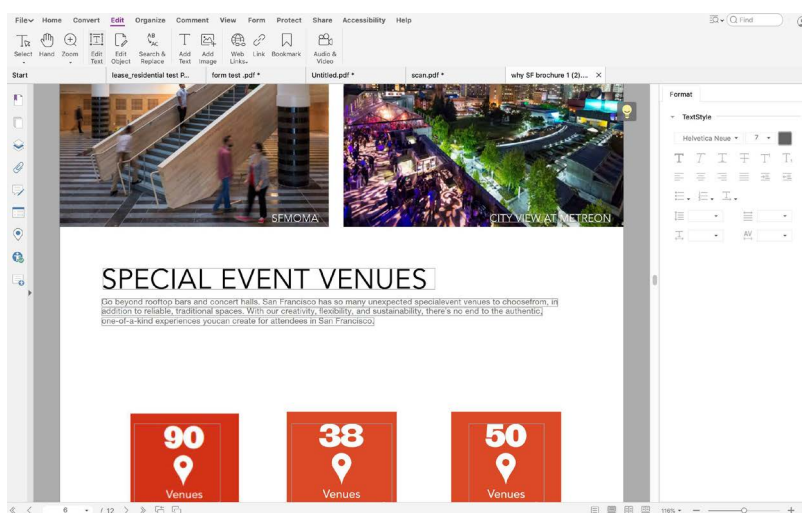 File Home Convert Edit Organize Comment View Form Protect Share Accessibility Help
Find
Select Hand Zoom Edit Text Edit Object Search & Replace Add Text Add Image Web Links Link Bookmark Audio & Video
Start lease_residential test P... form test .pdf * Untitled.pdf * scan.pdf * why SF brochure 1 (2).... ×
Format
TextStyle
Helvetica Neue 7
SFMOMA
CITY VIEW AT METREON
SPECIAL EVENT VENUES
Go beyond rooftop bars and concert halls. San Francisco has so many unexpected specialevent venues to choosefrom, in
addition to reliable, traditional spaces. With our creativity, flexibility, and sustainability, there's no end to the authentic,
one-of-a-kind experiences youcan create for attendees in San Francisco.
90 38 50
Venues Venues Venues
6 / 12
116%